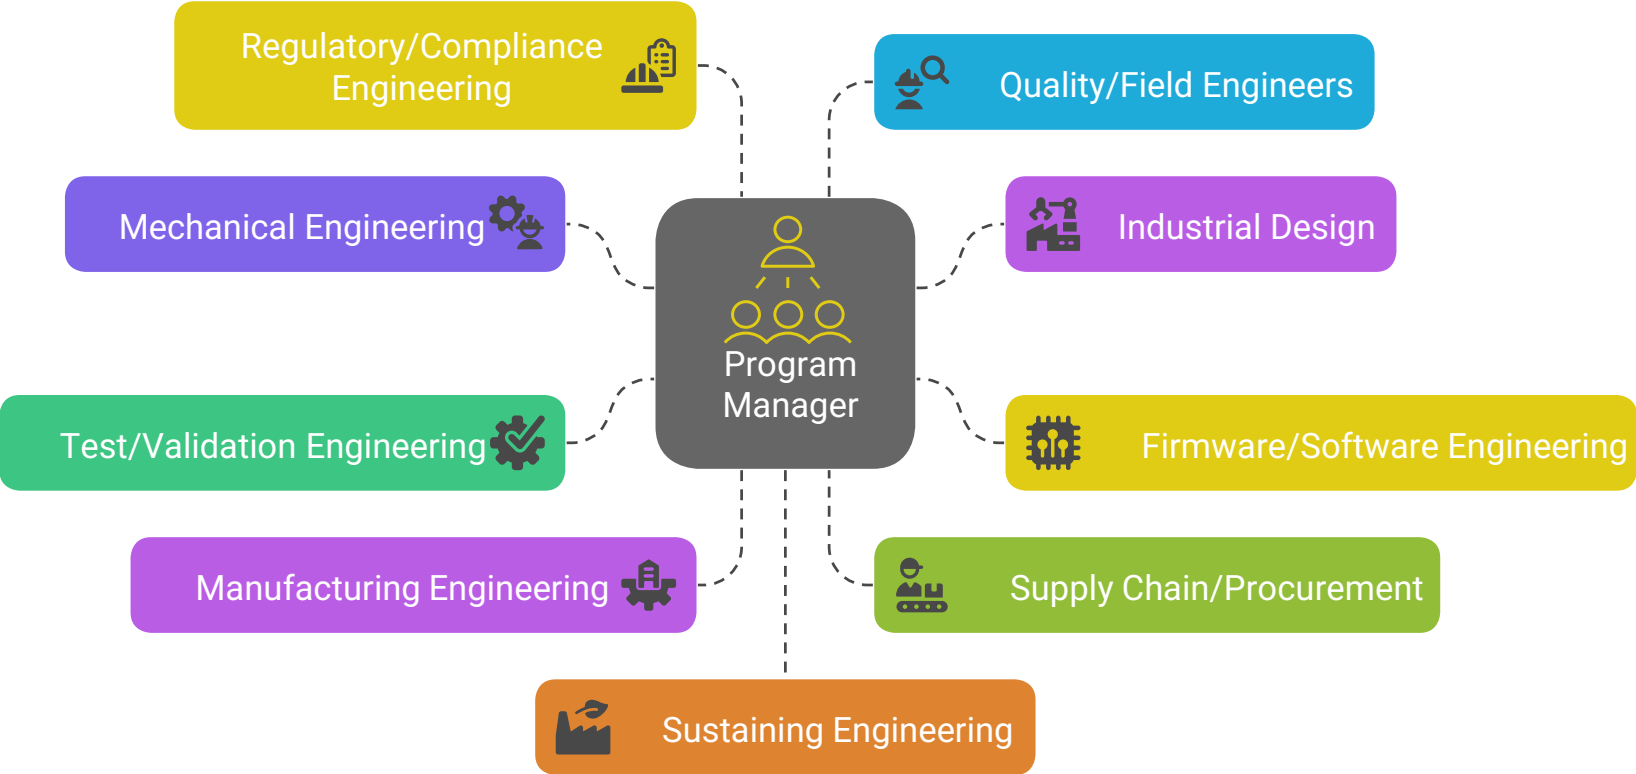 Regulatory/Compliance
Engineering
Quality/Field Engineers
Mechanical Engineering
Industrial Design
Program
Manager
Test/Validation Engineering
Firmware/Software Engineering
Manufacturing Engineering
Supply Chain/Procurement
Sustaining Engineering